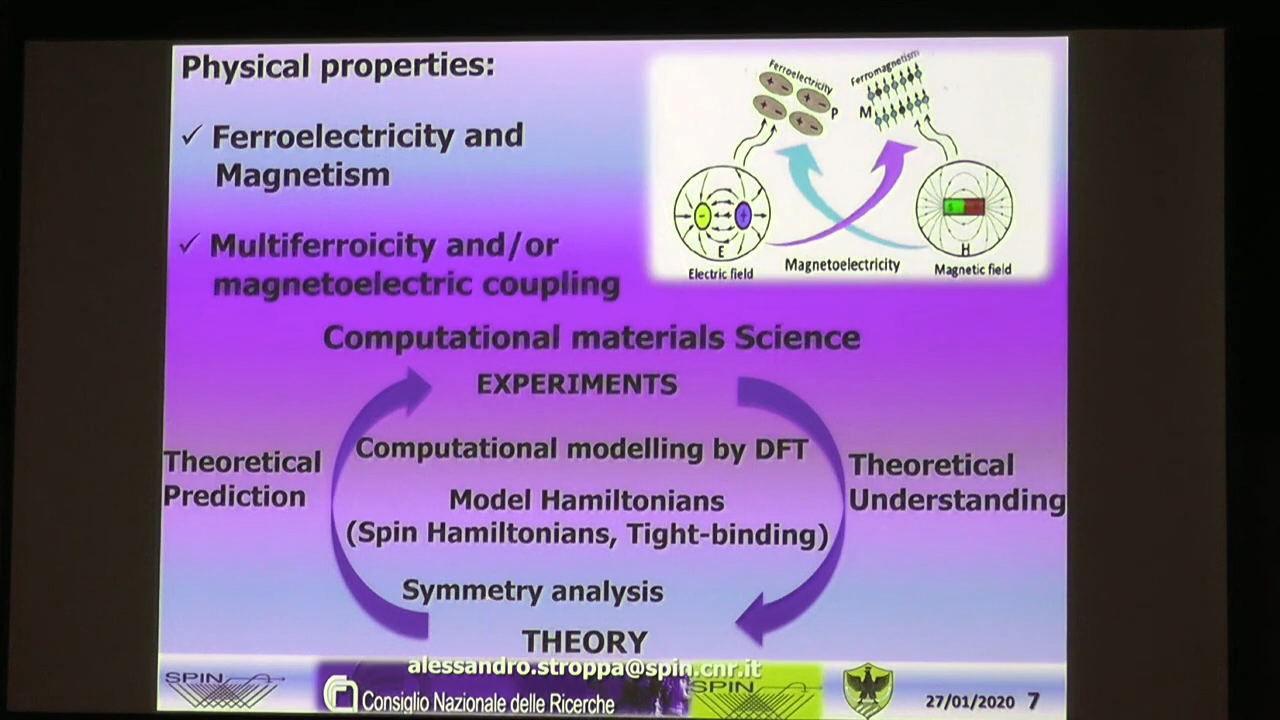 Physical properties:
✓ Ferroelectricity and
Magnetism
✓ Multiferroicity and/or
magnetoelectric coupling
Ferroelectricity
Ferromagnetism
+ -
+ -
+ -
+ -
P
M
- +
E
S
H
Electric field
Magnetoelectricity
Magnetic field
Computational materials Science
EXPERIMENTS
Theoretical
Prediction
Computational modelling by DFT
Model Hamiltonians
(Spin Hamiltonians, Tight-binding)
Symmetry analysis
Theoretical
Understanding
THEORY
alessandro.stroppa@spin.cnr.it
SPIN
Consiglio Nazionale delle Ricerche
SPIN
27/01/2020 7